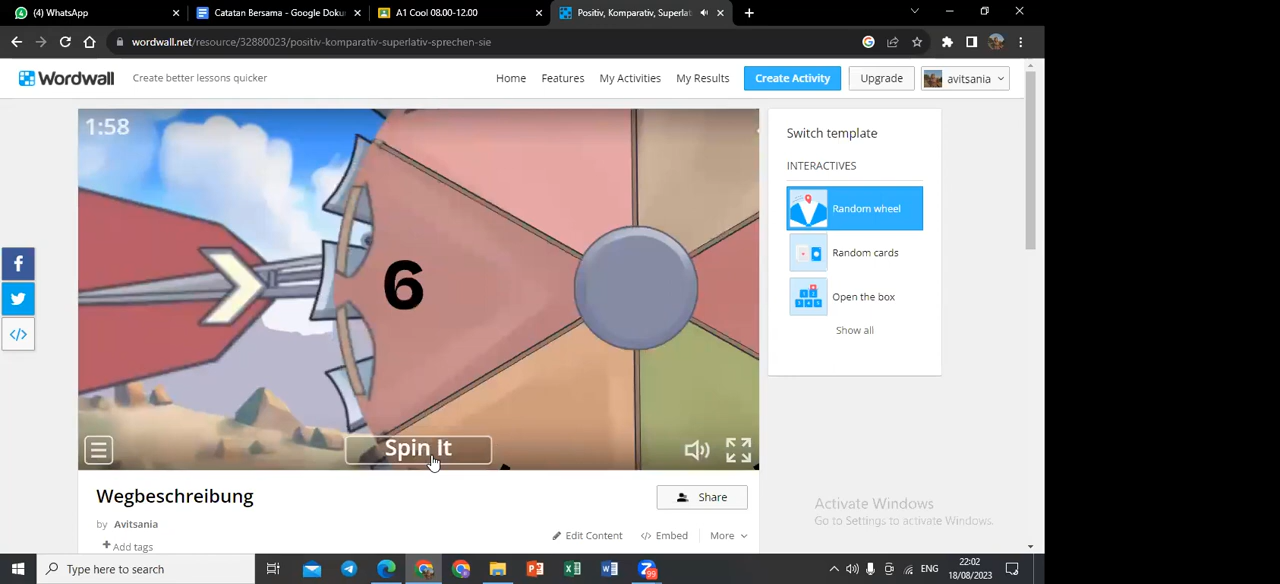 (4) WhatsApp
Catatan Bersama - Google Doku
A1 Cool 08.00-12.00
Positiv, Komparativ, Superlat
wordwall.net/resource/32880023/positiv-komparativ-superlativ-sprechen-sie
Wordwall
Create better lessons quicker
Home
Features
My Activities
My Results
Create Activity
Upgrade
avitsania
1:58
6
Spin It
Switch template
INTERACTIVES
Random wheel
Random cards
Open the box
Show all
Wegbeschreibung
Share
by Avitsania
Add tags
Edit Content
Embed
More
Activate Windows
Go to Settings to activate Windows.
Type here to search
ENG
22:02
18/08/2023